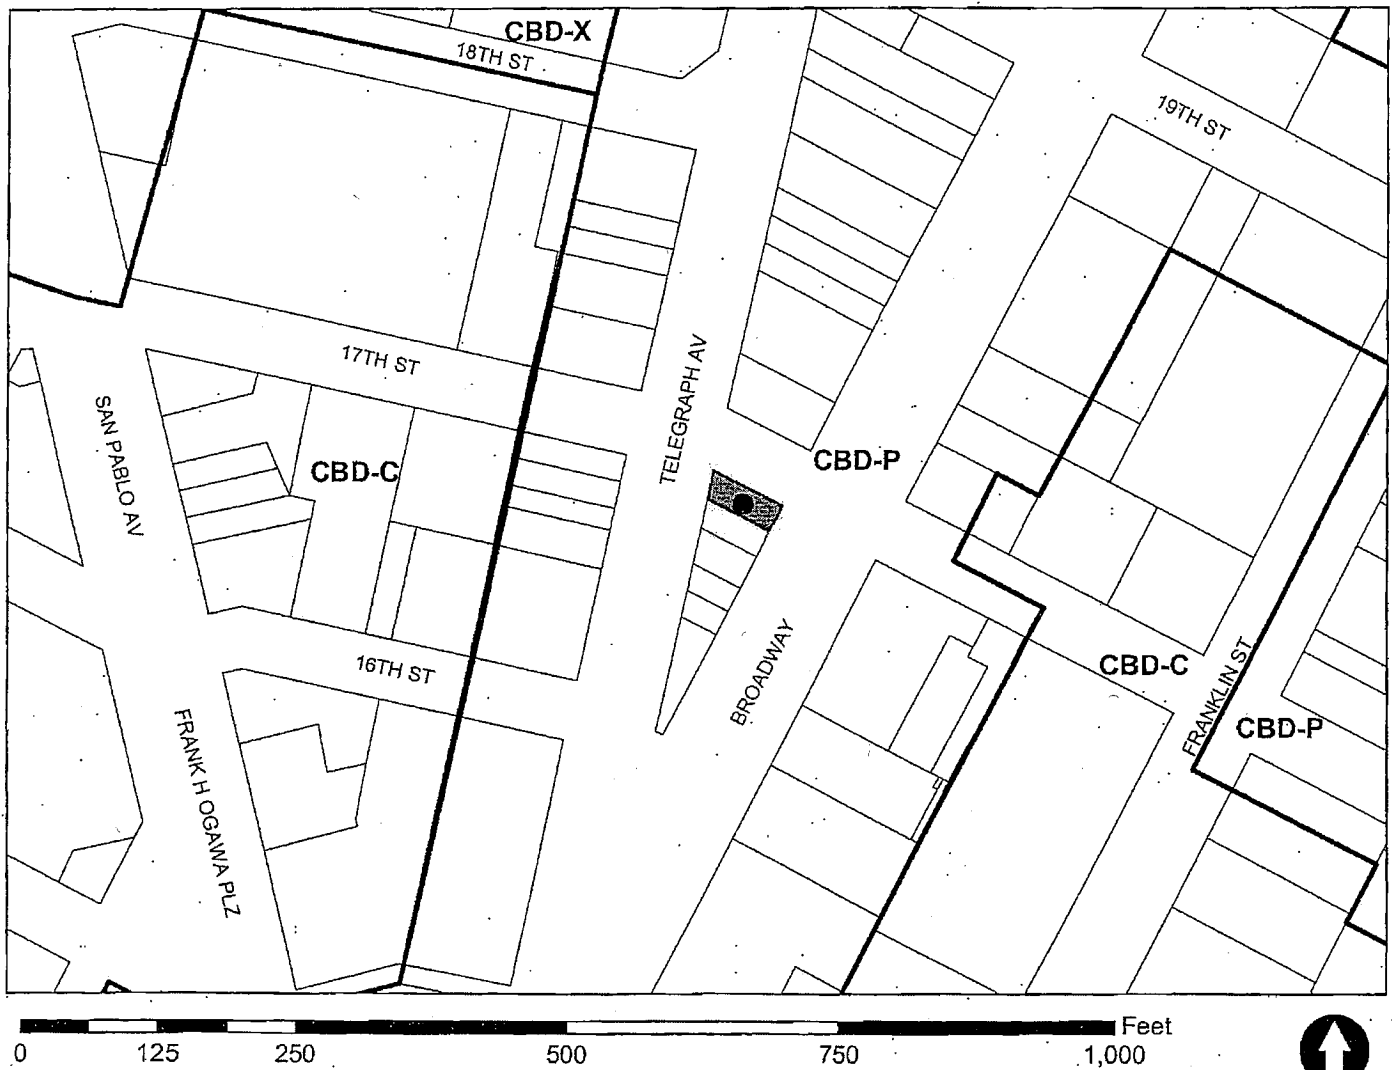 CBD-X
18TH ST
19TH ST
17TH ST
TELEGRAPH AV
SAN PABLO AV
CBD-C
CBD-P
16TH ST
BROADWAY
CBD-C
FRANKLIN ST
CBD-P
FRANK H OGAWA PLZ
Feet
0 125 250 500 750 1,000